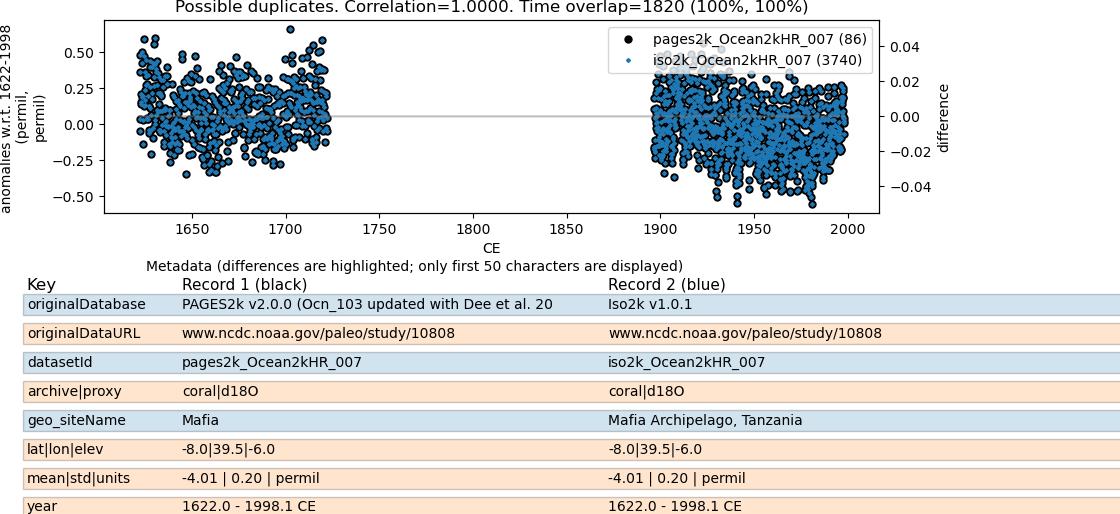 Possible duplicates. Correlation=1.0000. Time overlap=1820 (100%, 100%)
anomalies w.r.t. 1622-1998
(permil,
permil)
0.50
0.25
0.00
−0.25
−0.50
pages2k_Ocean2kHR_007 (86)
iso2k_Ocean2kHR_007 (3740)
0.04
0.02
0.00
−0.02
−0.04
difference
1650 1700 1750 1800 1850 1900 1950 2000
CE
Metadata (differences are highlighted; only first 50 characters are displayed)
Key Record 1 (black) Record 2 (blue)
originalDatabase PAGES2k v2.0.0 (Ocn_103 updated with Dee et al. 20 Iso2k v1.0.1
originalDataURL www.ncdc.noaa.gov/paleo/study/10808 www.ncdc.noaa.gov/paleo/study/10808
datasetId pages2k_Ocean2kHR_007 iso2k_Ocean2kHR_007
archive|proxy coral|d18O coral|d18O
geo_siteName Mafia Mafia Archipelago, Tanzania
lat|lon|elev -8.0|39.5|-6.0 -8.0|39.5|-6.0
mean|std|units -4.01 | 0.20 | permil -4.01 | 0.20 | permil
year 1622.0 - 1998.1 CE 1622.0 - 1998.1 CE